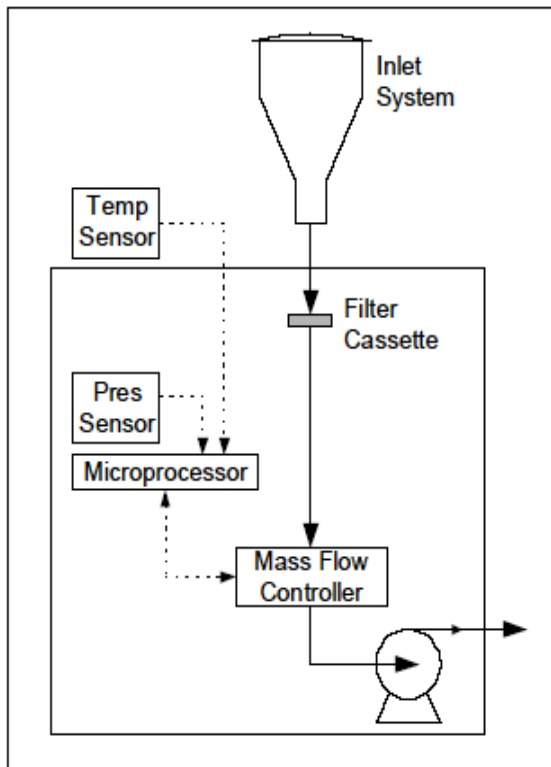 Inlet
System
Temp
Sensor
Filter
Cassette
Pres
Sensor
Microprocessor
Mass Flow
Controller